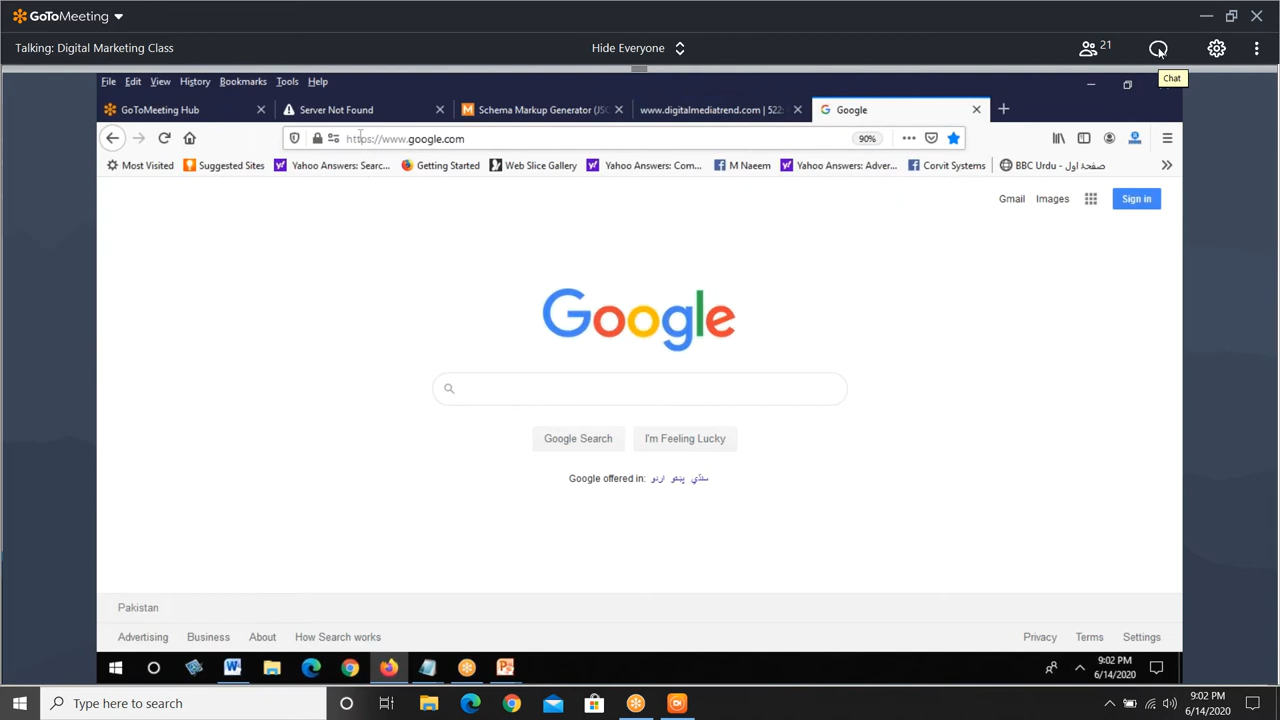 GoToMeeting
Talking: Digital Marketing Class
Hide Everyone
21
Chat
File Edit View History Bookmarks Tools Help
GoToMeeting Hub
Server Not Found
Schema Markup Generator (JSC
www.digitalmediatrend.com | 522:
Google
https://www.google.com
90%
Most Visited
Suggested Sites
Yahoo Answers: Searc...
Getting Started
Web Slice Gallery
Yahoo Answers: Com...
M Naeem
Yahoo Answers: Adver...
Corvit Systems
BBC Urdu - صفحۂ اول
Gmail Images Sign in
Google
Google Search
I'm Feeling Lucky
Google offered in: اردو پښتو سنڌي
Pakistan
Advertising Business About How Search works
Privacy Terms Settings
9:02 PM
6/14/2020
Type here to search
9:02 PM
6/14/2020